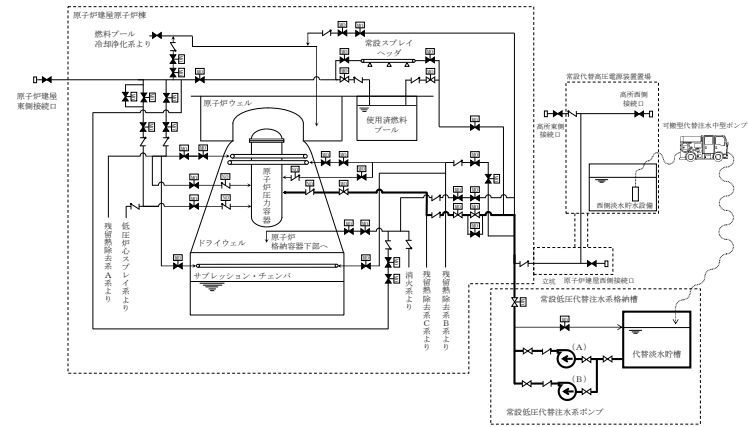 原子炉建屋原子炉棟
燃料プール
冷却浄化系より
常設スプレイ
ヘッダ
原子炉建屋
東側接続口
原子炉ウェル
使用済燃料
プール
常設代替高圧電源装置置場
高所西側
接続口
高所東側
接続口
可搬型代替注水中型ポンプ
西側淡水貯水設備
原子炉圧力容器
原子炉
格納容器下部へ
ドライウェル
サプレッション・チェンバ
残留熱除去系A系より
低圧炉心スプレイ系より
消火系より
残留熱除去系C系より
残留熱除去系B系より
立坑
原子炉建屋西側接続口
常設低圧代替注水系格納槽
代替淡水貯槽
(A)
(B)
常設低圧代替注水系ポンプ